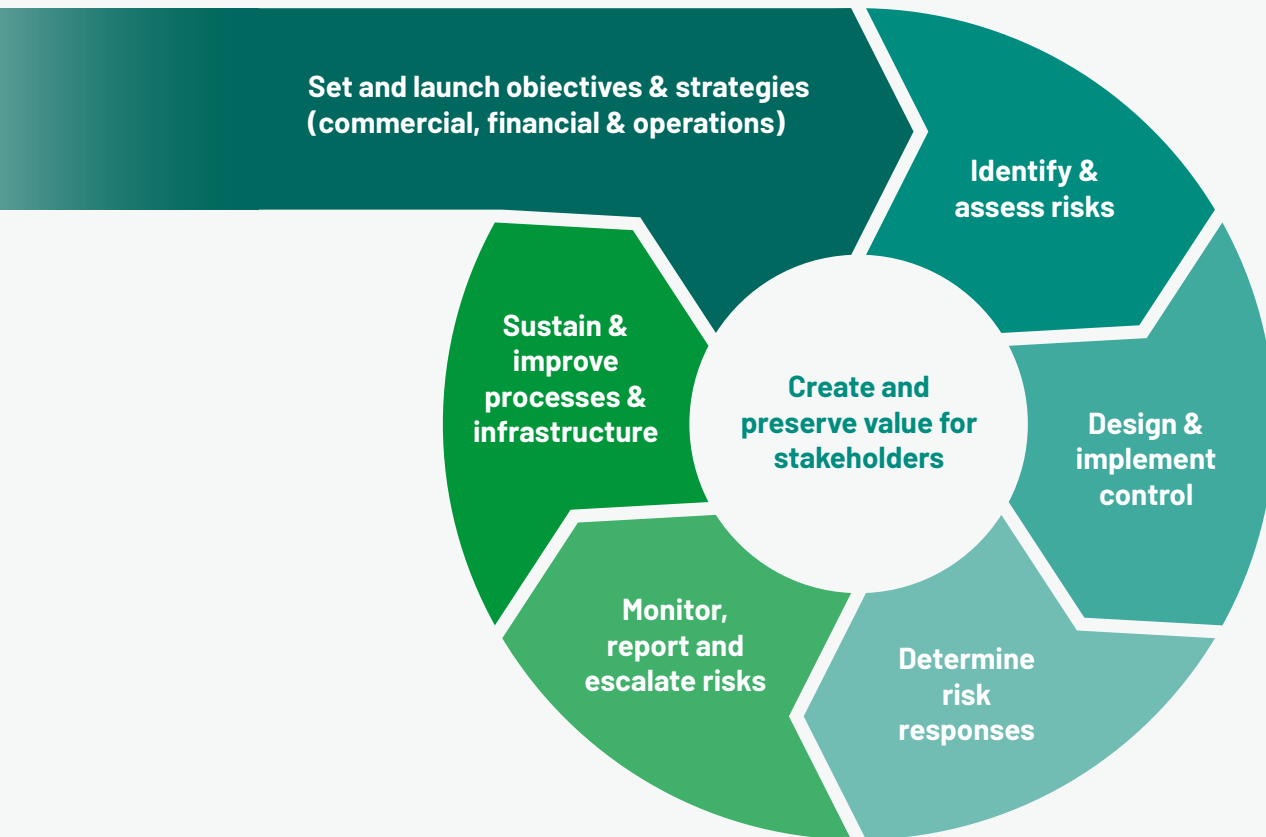 Set and launch obiectives & strategies
(commercial, financial & operations)
Identify &
assess risks
Design &
implement
control
Determine
risk
responses
Monitor,
report and
escalate risks
Sustain &
improve
processes &
infrastructure
Create and
preserve value for
stakeholders